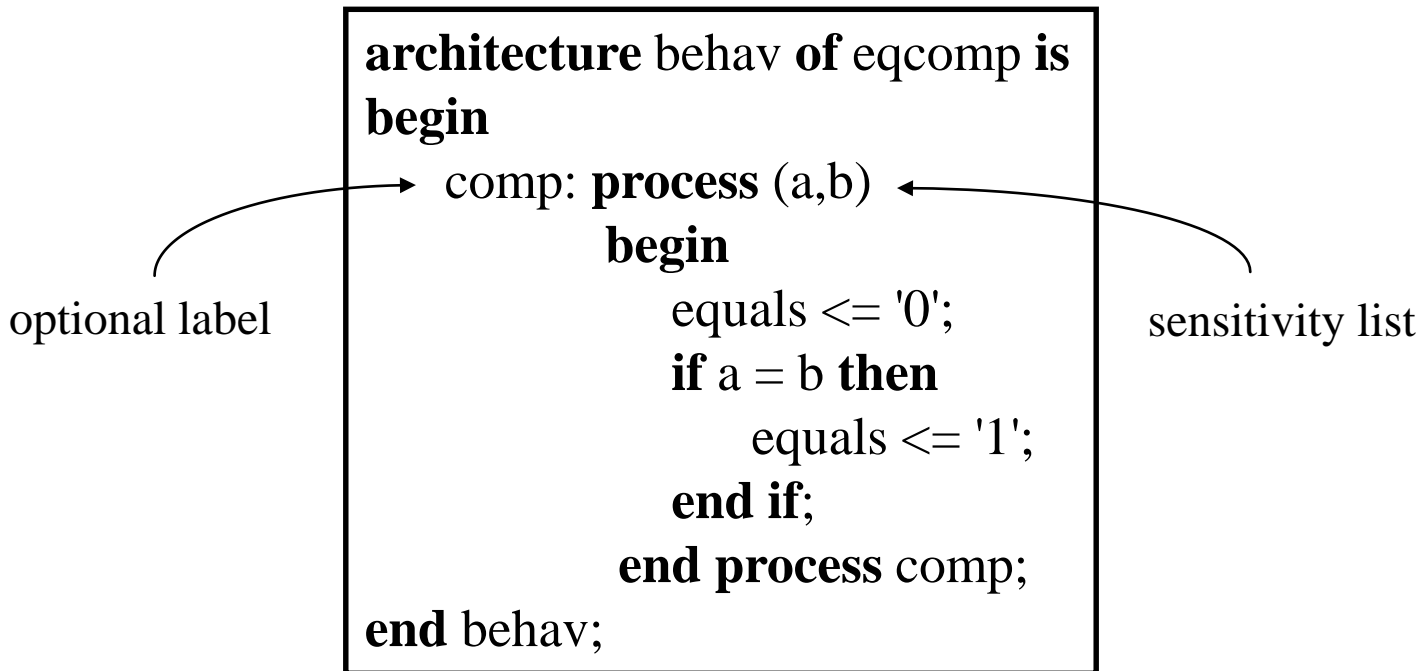 architecture behav of eqcomp is
begin
comp: process (a,b)
begin
optional label
equals <= '0';
sensitivity list
if a = b then
equals <= '1';
end if;
end process comp;
end behav;